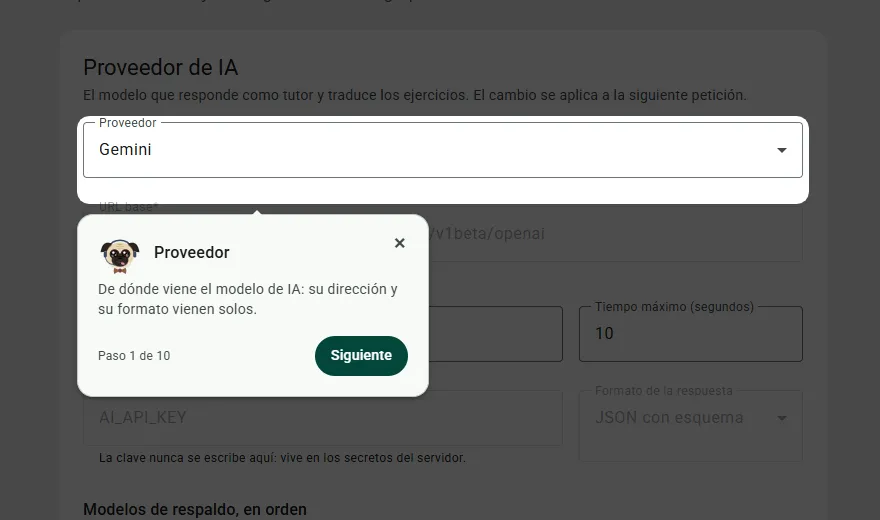 Proveedor de IA
El modelo que responde como tutor y traduce los ejercicios. El cambio se aplica a la siguiente petición.
Proveedor
Gemini
URL base*
/v1beta/openai
Proveedor
De dónde viene el modelo de IA: su dirección y
su formato vienen solos.
Paso 1 de 10
Siguiente
Tiempo máximo (segundos)
10
Formato de la respuesta
AI_API_KEY
JSON con esquema
La clave nunca se escribe aquí: vive en los secretos del servidor.
Modelos de respaldo, en orden